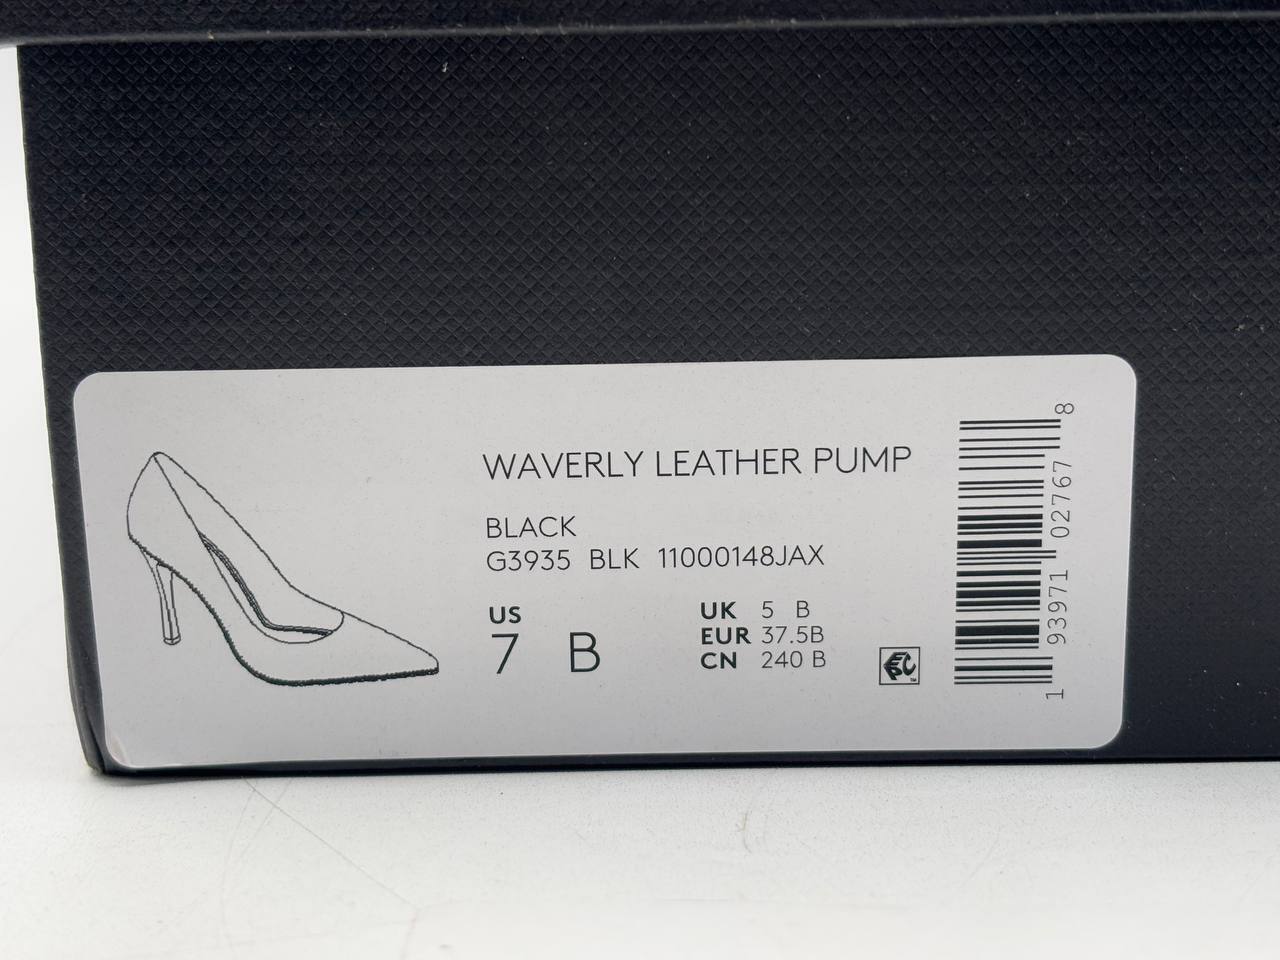 WAVERLY LEATHER PUMP
BLACK
G3935 BLK 11000148JAX
US
7 B
UK 5 B
EUR 37.5B
CN 240 B
EPC™
1 93971 02767 8